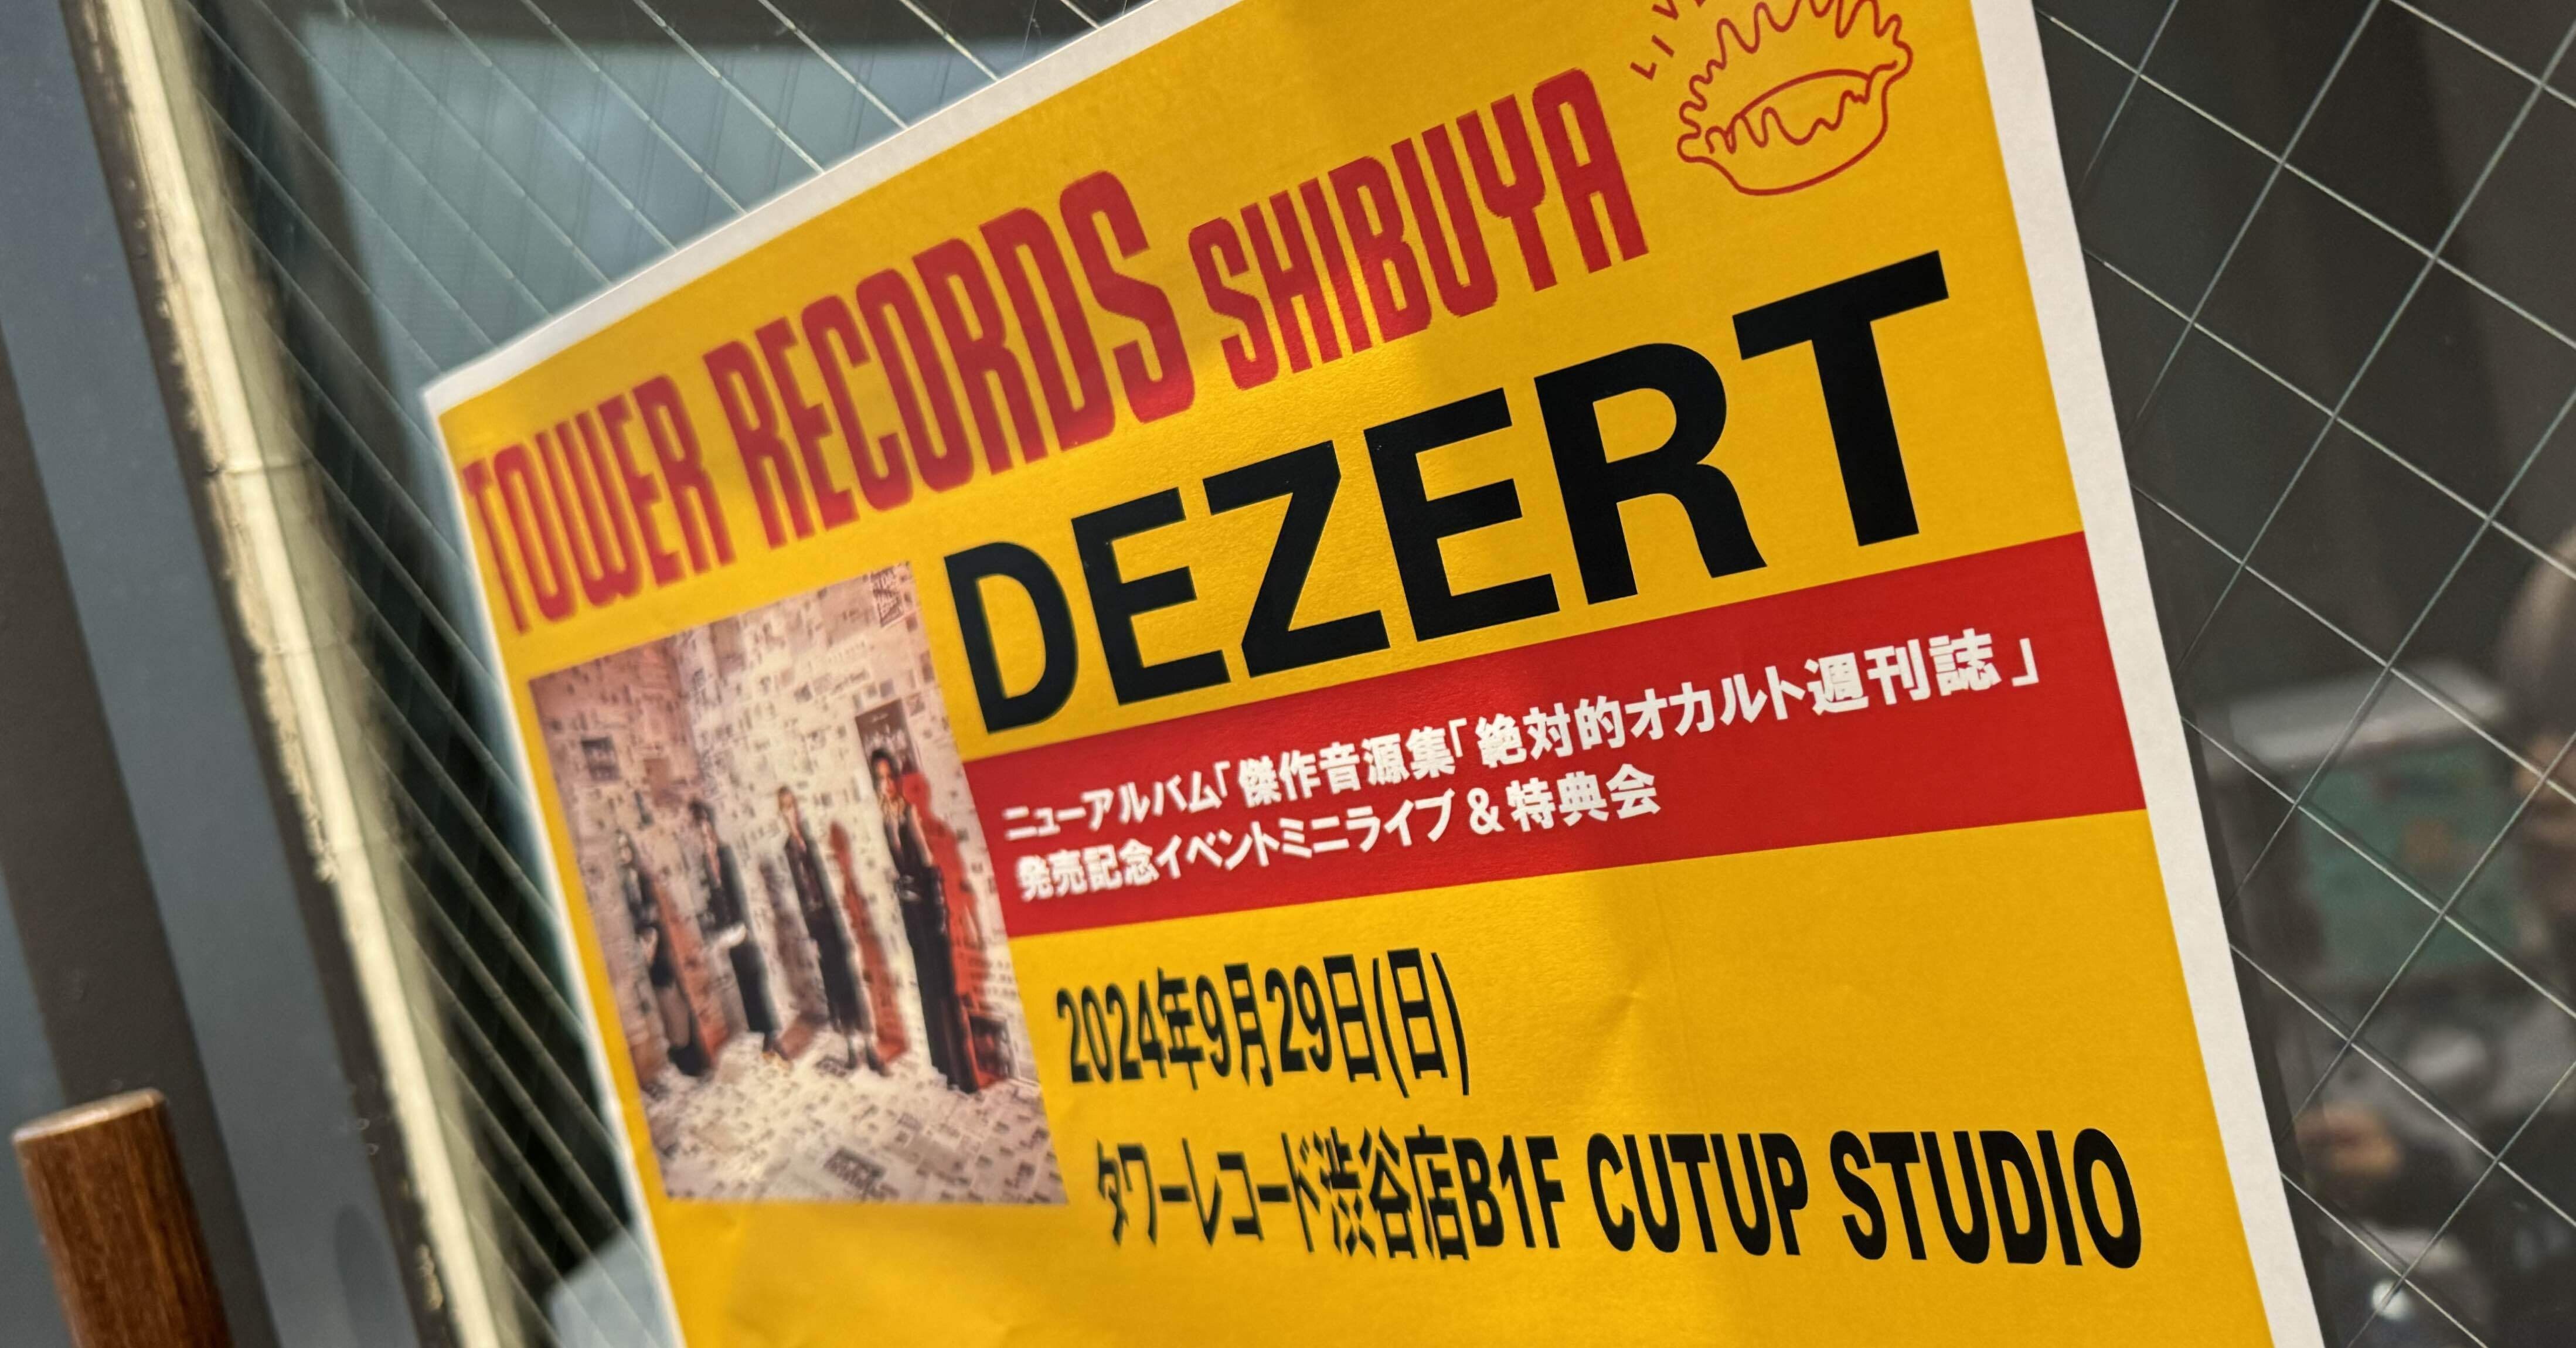 LIV
TOWER RECORDS SHIBUYA
DEZERT
ニューアルバム「傑作音源集「絶対的オカルト週刊誌」
発売記念イベントミニライブ&特典会
2024年9月29日(日)
タワーレコード渋谷店B1F CUTUP STUDIO